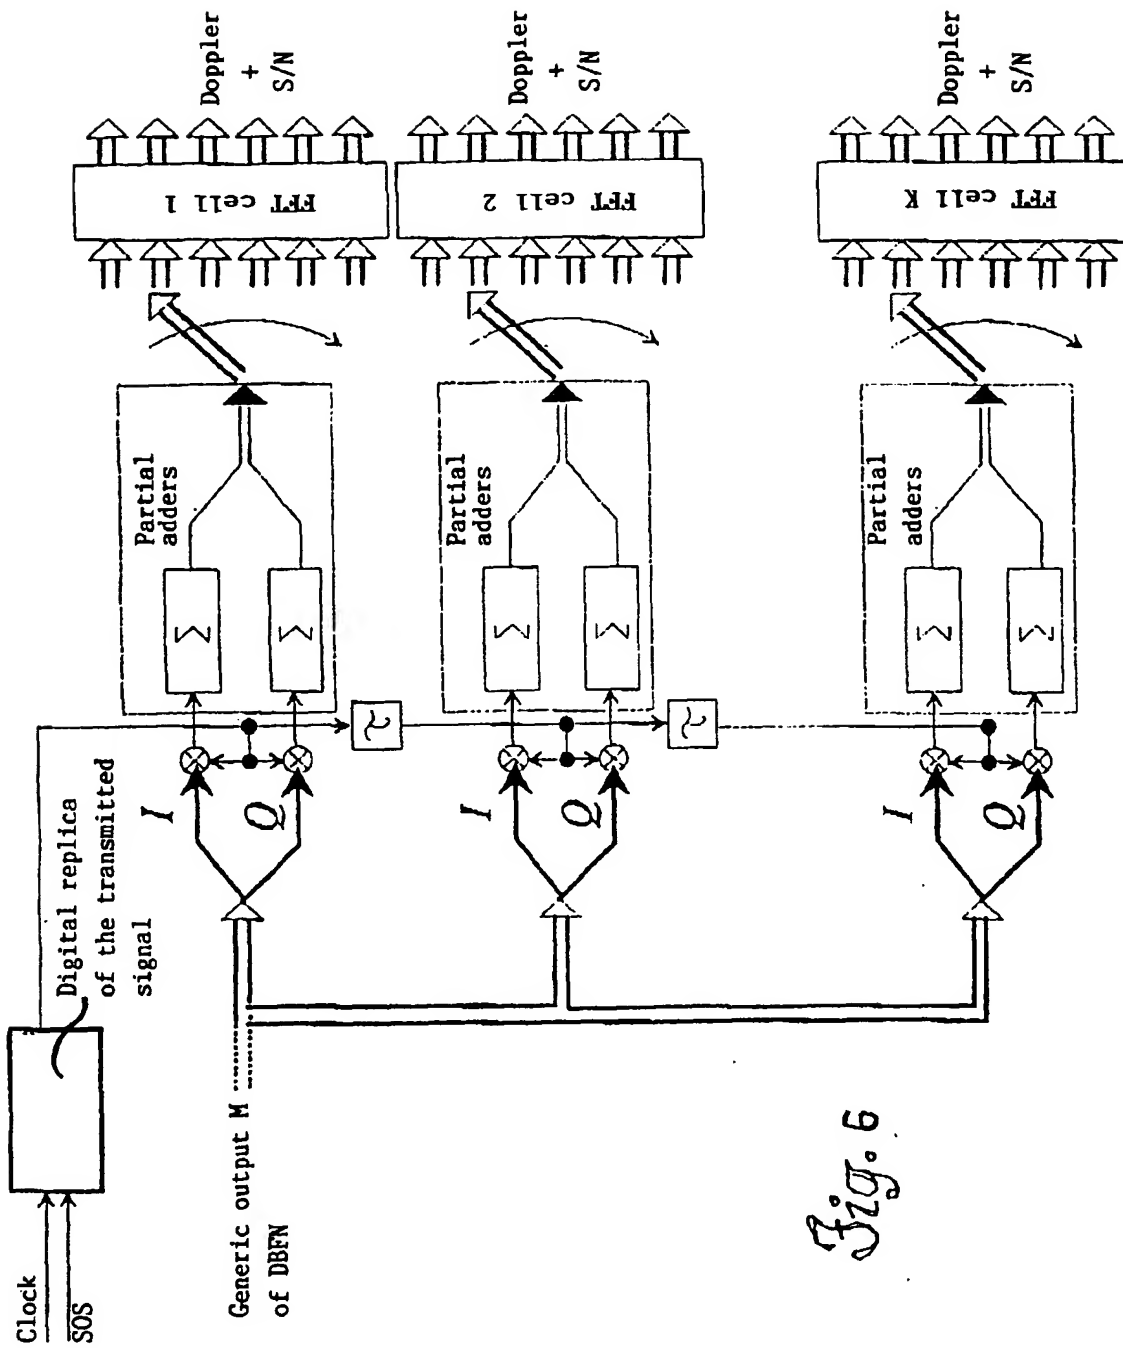 Clock
SOS
Digital replica
of the transmitted
signal
Generic output M
of DBFN
I
Q
I
Q
I
Q
Partial
adders
Σ
Σ
Partial
adders
Σ
Σ
Partial
adders
Σ
Σ
~
~
FFT cell 1
FFT cell 2
FFT cell K
Doppler
+
S/N
Doppler
+
S/N
Doppler
+
S/N
Fig. 6